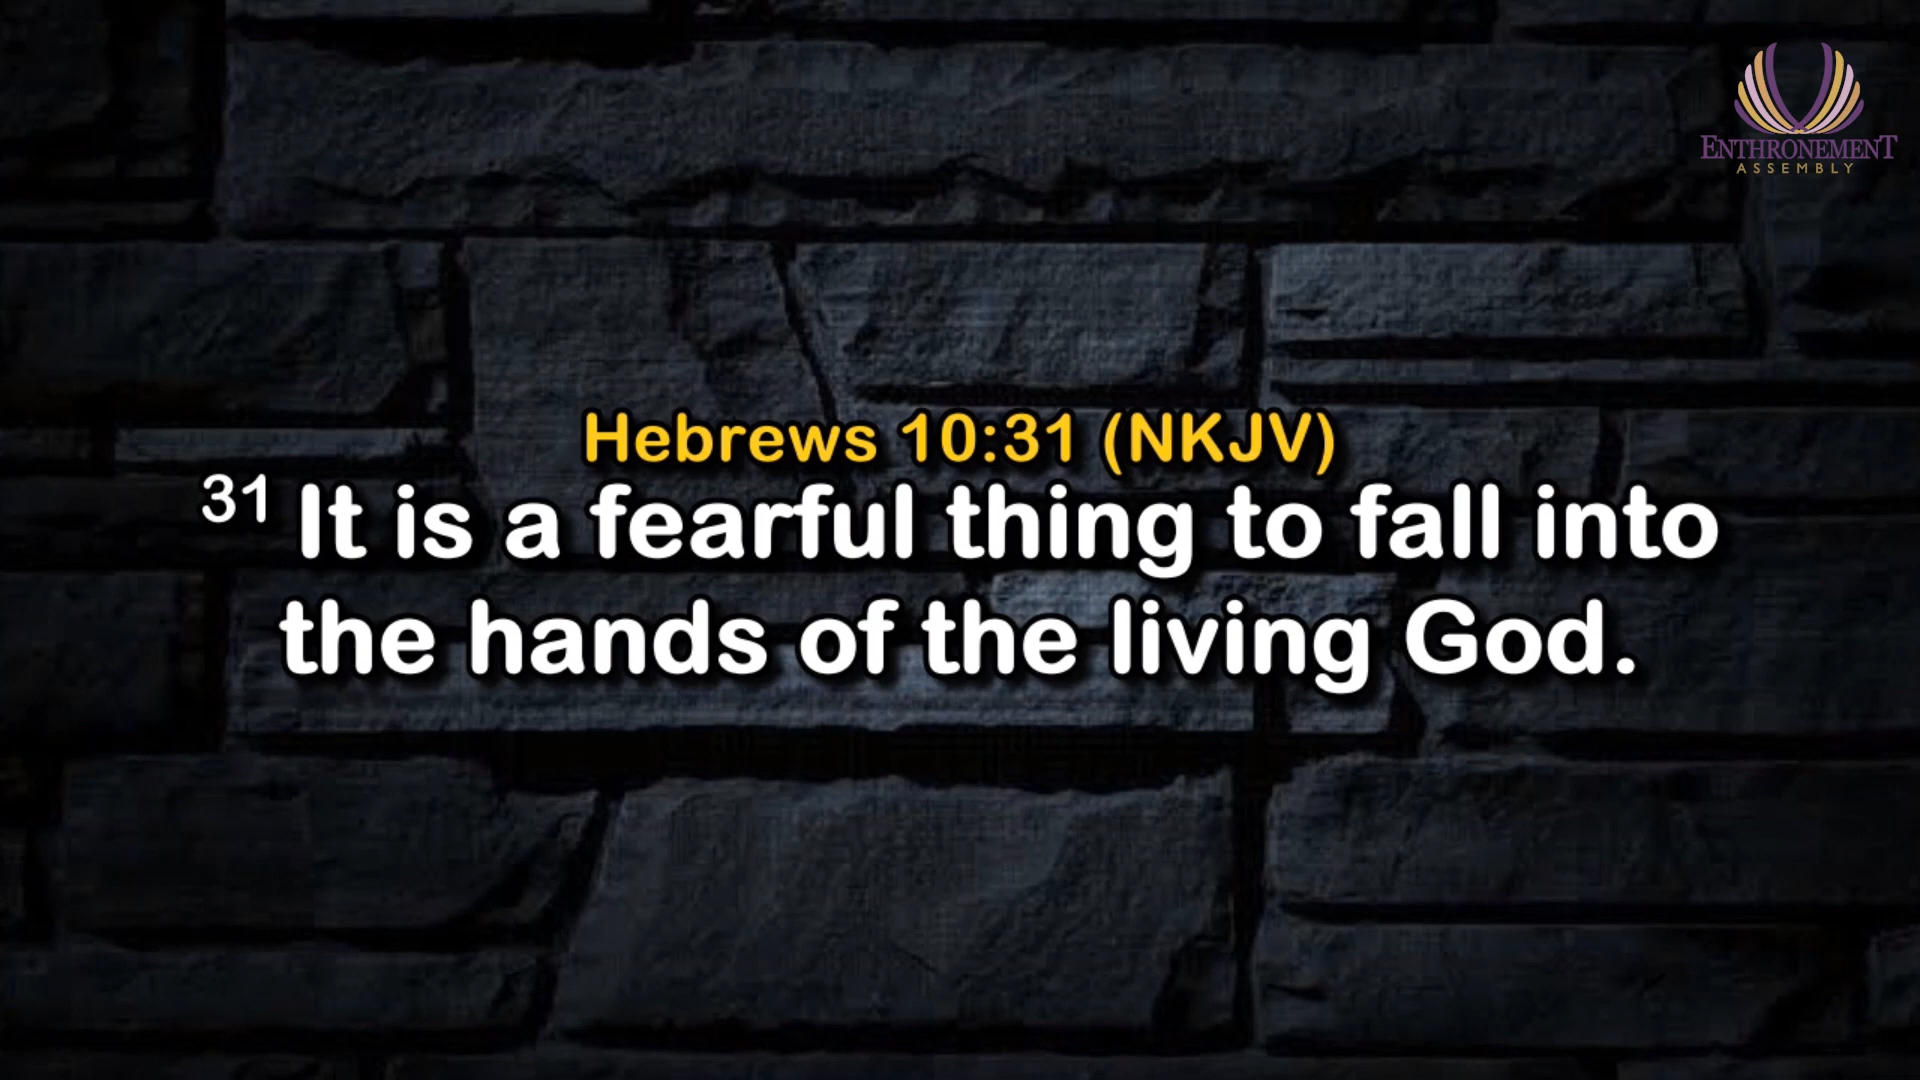 ENTHRONEMENT
ASSEMBLY
Hebrews 10:31 (NKJV)
31 It is a fearful thing to fall into
the hands of the living God.